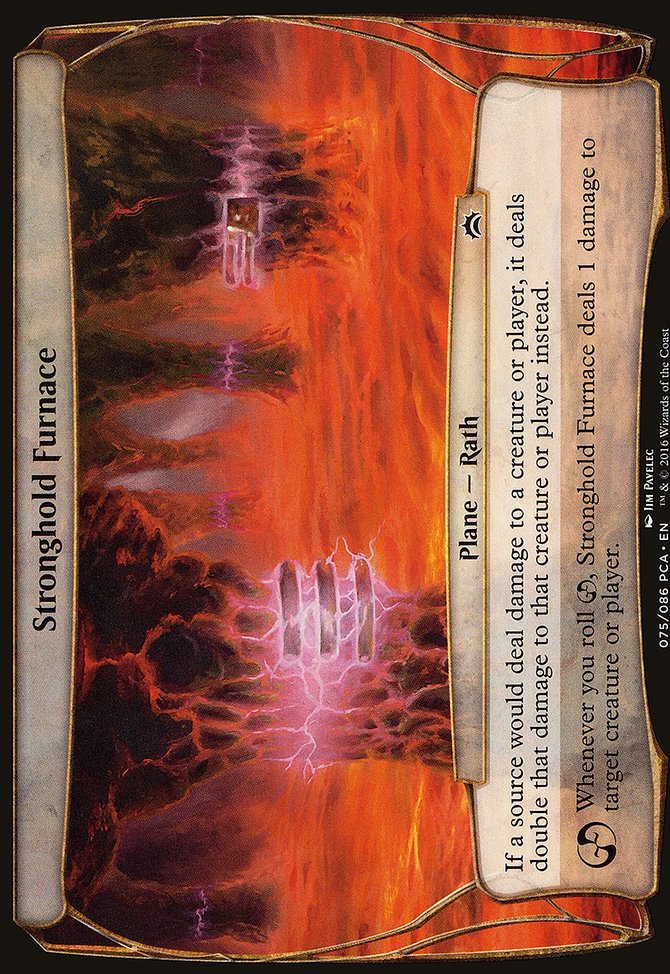 Stronghold Furnace
Plane — Rath
If a source would deal damage to a creature or player, it deals
double that damage to that creature or player instead.
Whenever you roll , Stronghold Furnace deals 1 damage to
target creature or player.
JIM PAVELEC
075/086 PCA • EN ™ & © 2016 Wizards of the Coast